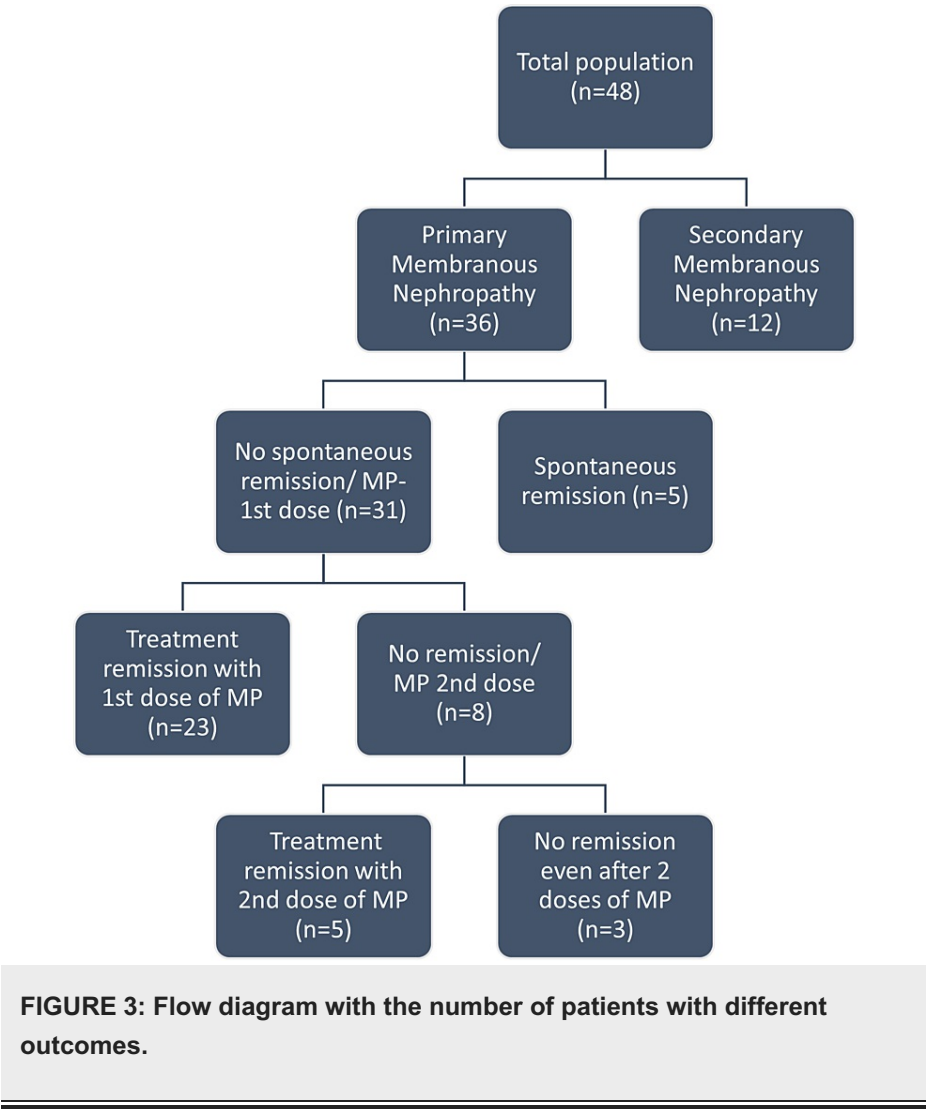 Total population
(n=48)
Primary
Membranous
Nephropathy
(n=36)
Secondary
Membranous
Nephropathy
(n=12)
No spontaneous
remission/ MP-
1st dose (n=31)
Spontaneous
remission (n=5)
Treatment
remission with
1st dose of MP
(n=23)
No remission/
MP 2nd dose
(n=8)
Treatment
remission with
2nd dose of MP
(n=5)
No remission
even after 2
doses of MP
(n=3)
FIGURE 3: Flow diagram with the number of patients with different
outcomes.